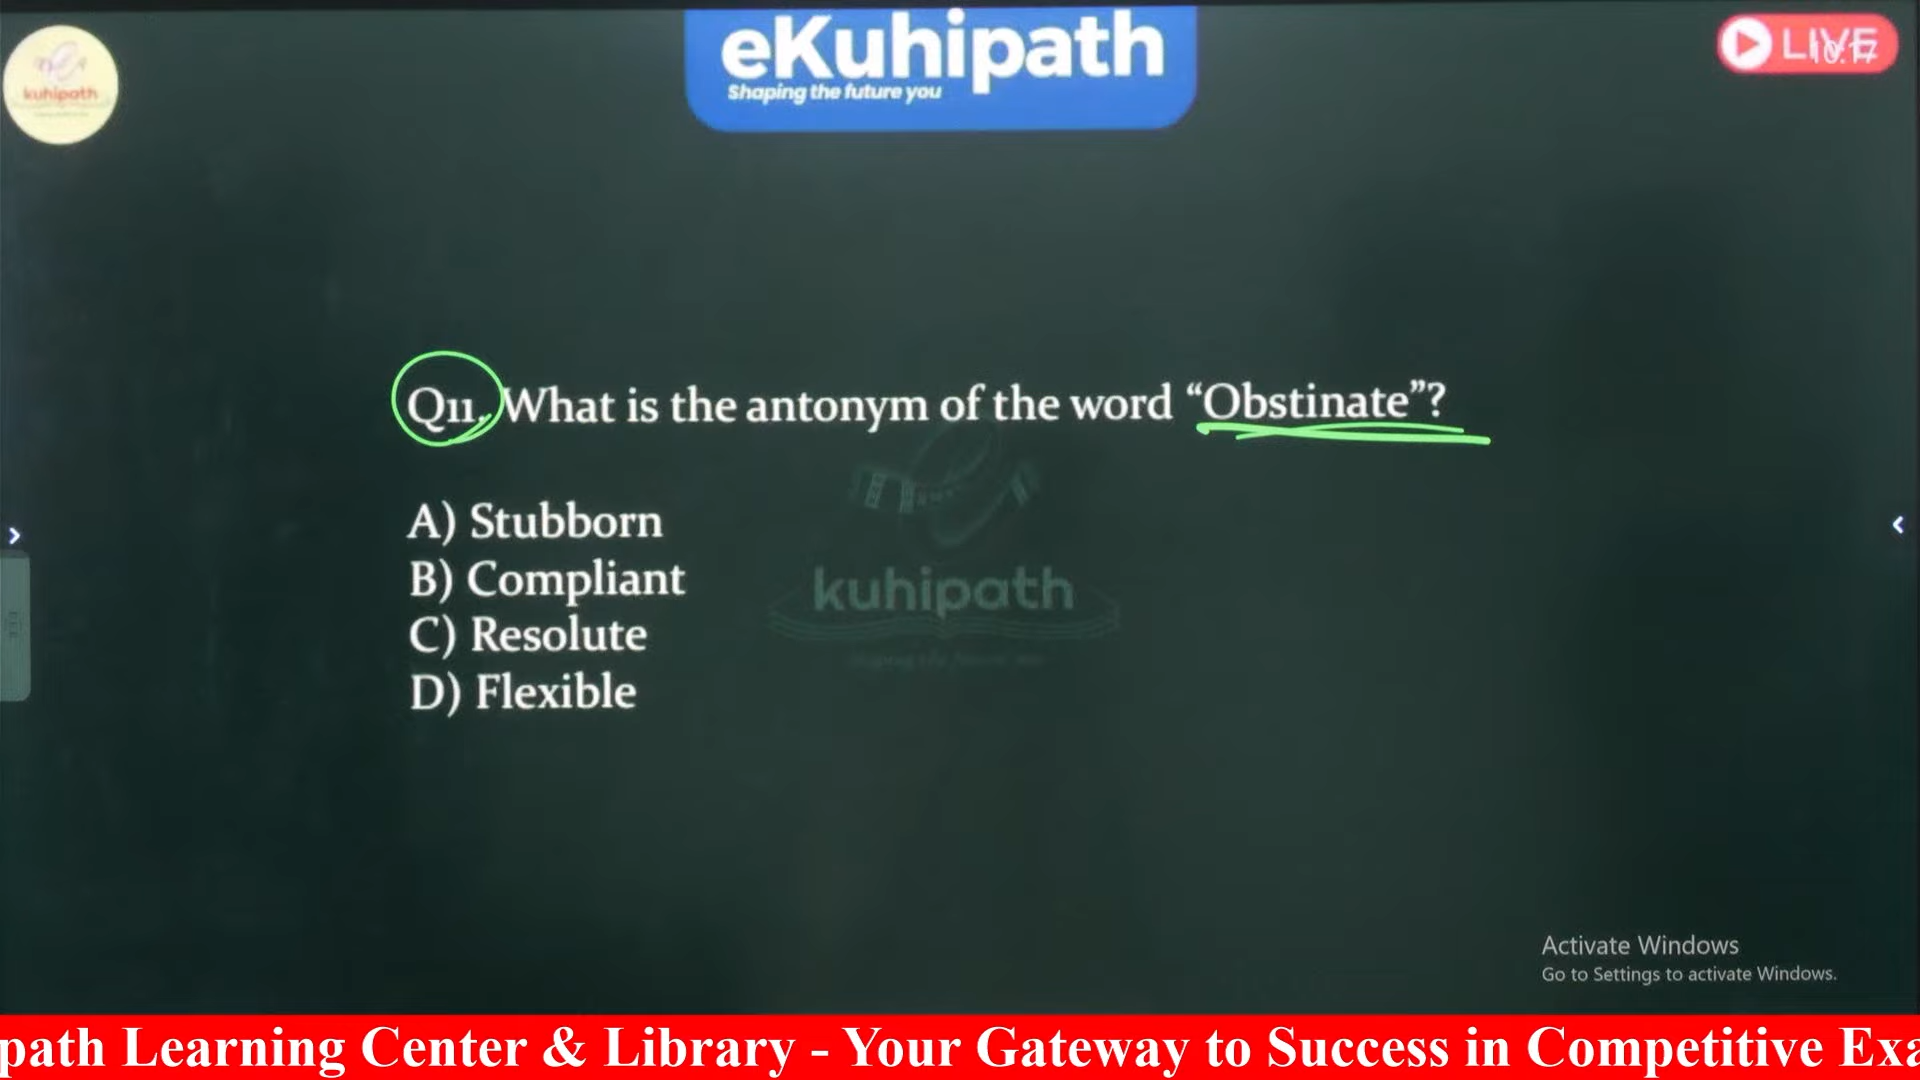 kuhipath
eKuhipath
Shaping the future you
LIVE
Q11. What is the antonym of the word “Obstinate”?
A) Stubborn
B) Compliant
C) Resolute
D) Flexible
kuhipath
Activate Windows
Go to Settings to activate Windows.
path Learning Center & Library - Your Gateway to Success in Competitive Exa